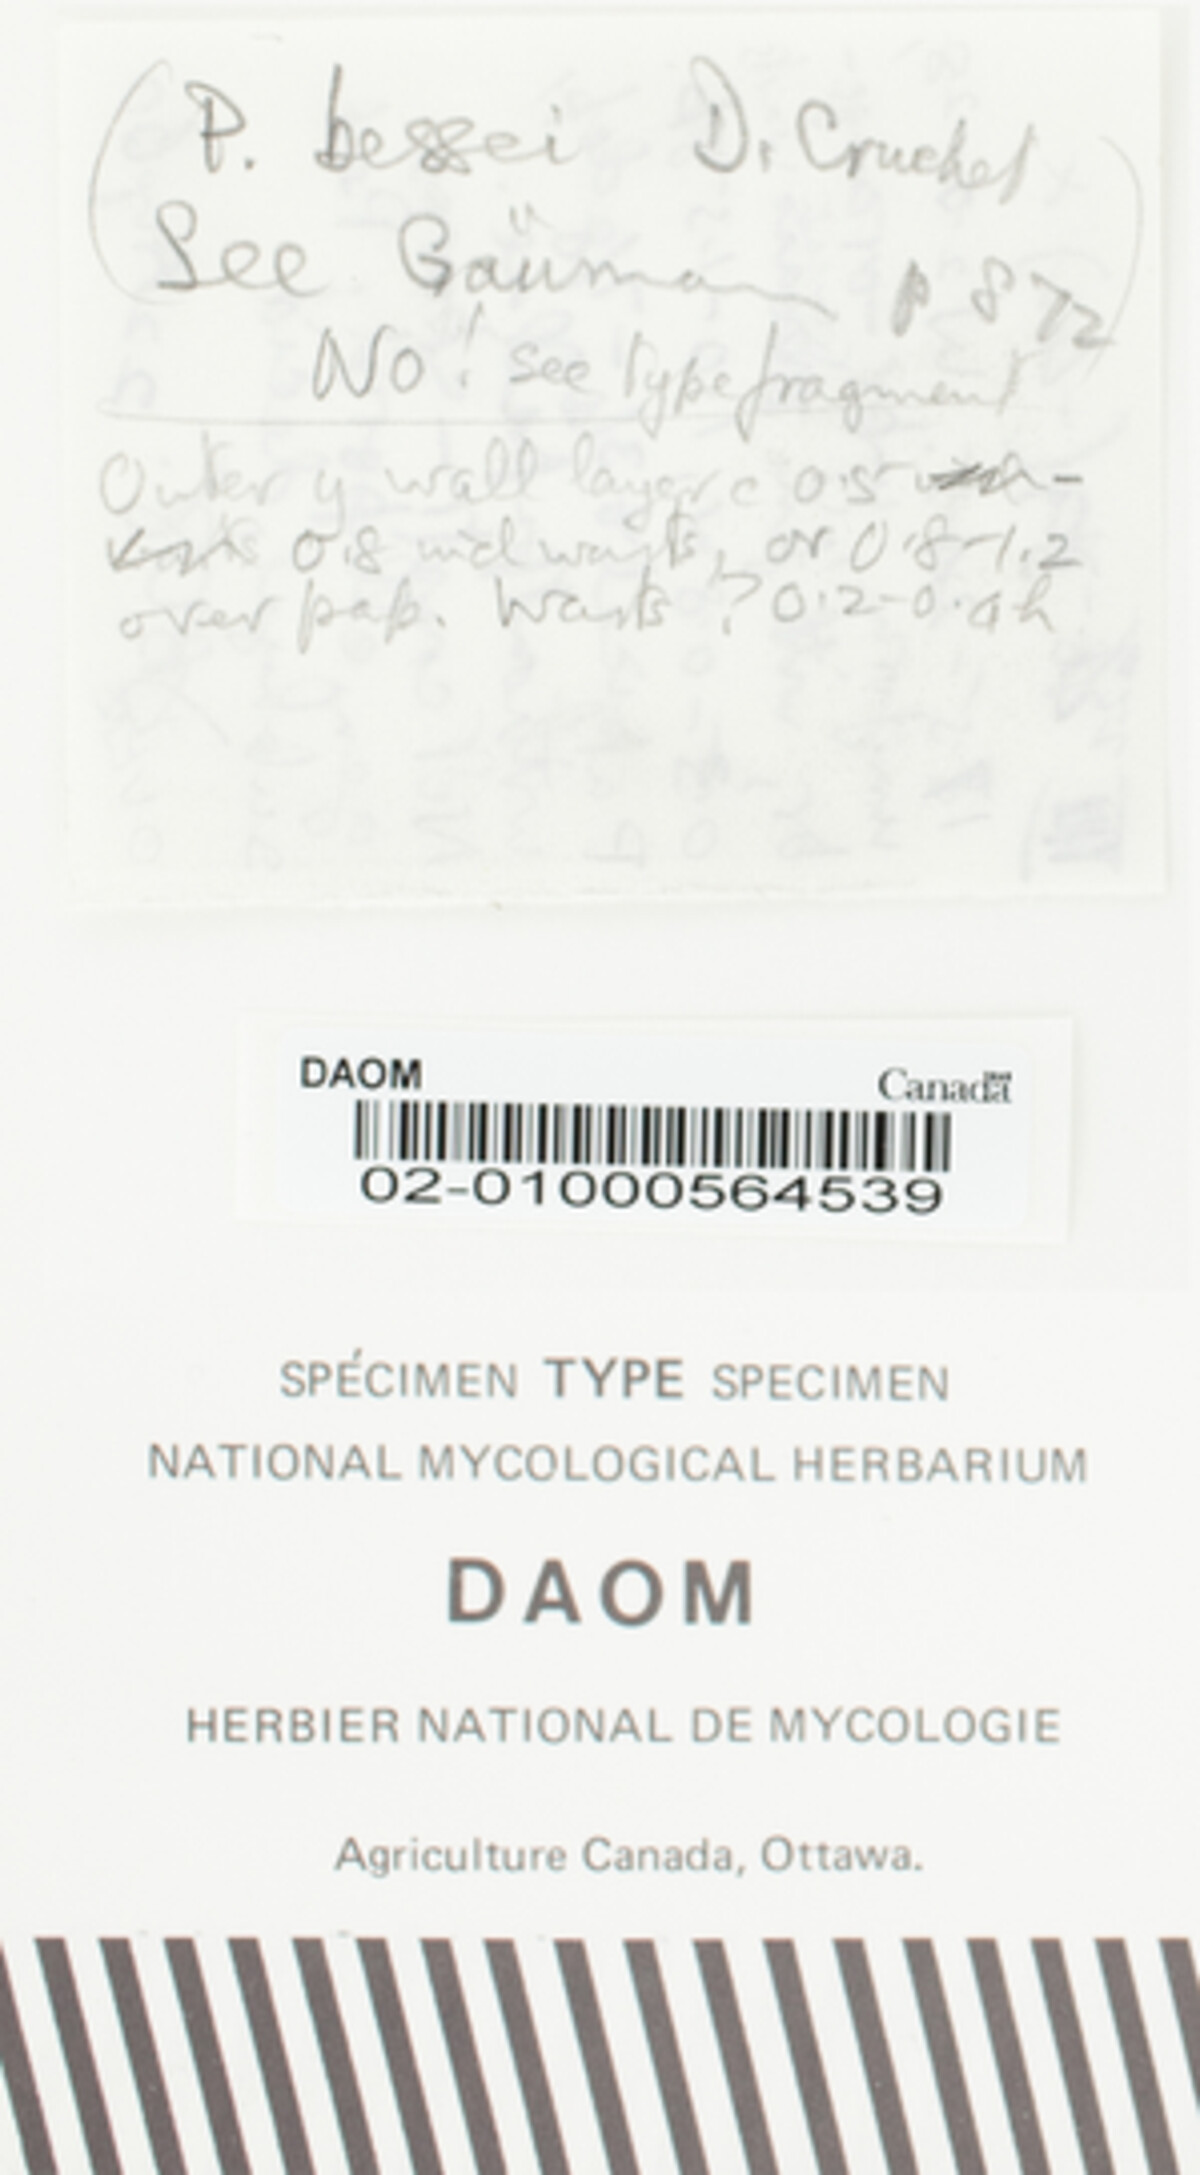 (P. bessei D. Cruchet
See Gäüman p 872)
No! see type fragment
Outer y wall layer c 0.5 -
0.8 incl warts, or 0.8-1.2
over pap. Warts ? 0.2-0.4 h
DAOM
Canada
02-01000564539
SPÉCIMEN TYPE SPECIMEN
NATIONAL MYCOLOGICAL HERBARIUM
DAOM
HERBIER NATIONAL DE MYCOLOGIE
Agriculture Canada, Ottawa.